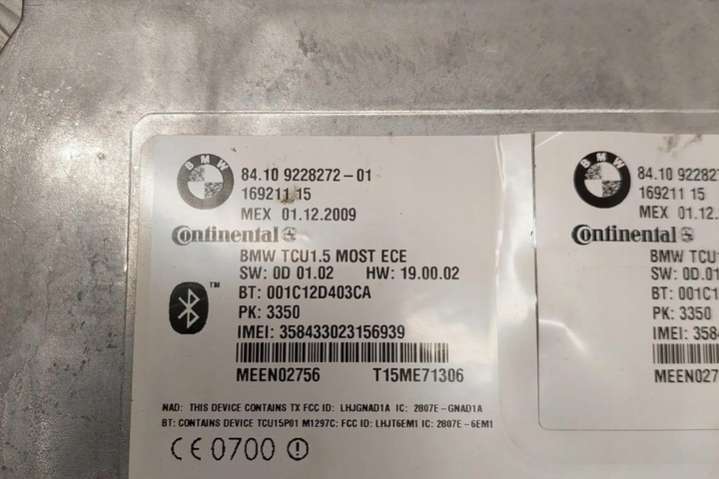 BMW
84.10 9228272-01
169211 15
MEX 01.12.2009
Continental
BMW TCU1.5 MOST ECE
SW: 0D 01.02 HW: 19.00.02
BT: 001C12D403CA
PK: 3350
IMEI: 358433023156939
MEEN02756 T15ME71306
NAD: THIS DEVICE CONTAINS TX FCC ID: LHJGNAD1A IC: 2807E-GNAD1A
BT: CONTAINS DEVICE TCU15P01 M1297C: FCC ID: LHJT6EM1 IC: 2807E-6EM1
CE 0700
TM
BMW
84.10 92282
169211 15
MEX 01.12.
Continental
BMW TCU1
SW: 0D.01
BT: 001C1
PK: 3350
IMEI: 3584
MEEN027